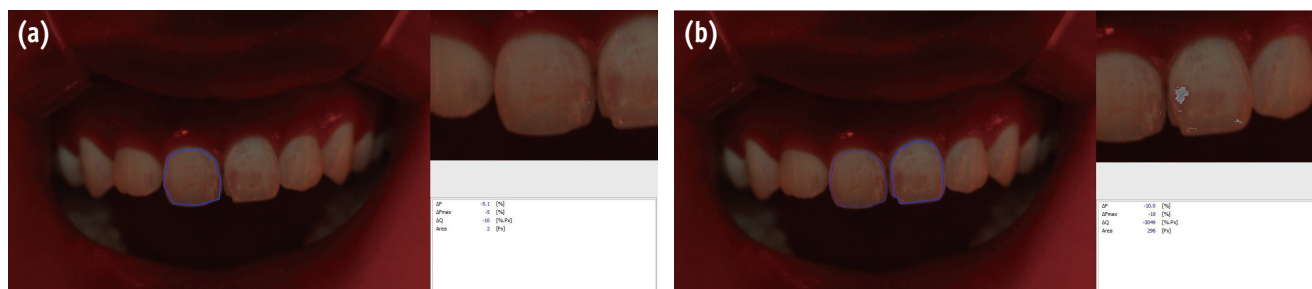 (a)
ΔF -5.1 [%]
ΔFmax -5 [%]
ΔQ -10 [%.Px]
Area 2 [Px]
(b)
ΔF -10.0 [%]
ΔFmax -19 [%]
ΔQ -3049 [%.Px]
Area 296 [Px]